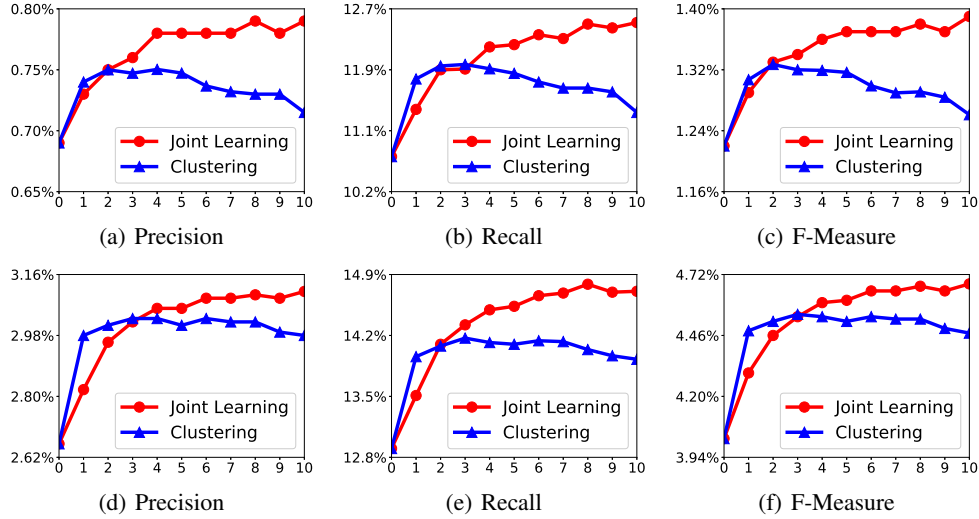 0.80%
0.75%
0.70%
0.65%
0 1 2 3 4 5 6 7 8 9 10
Joint Learning
Clustering
(a) Precision
12.7%
11.9%
11.1%
10.2%
0 1 2 3 4 5 6 7 8 9 10
Joint Learning
Clustering
(b) Recall
1.40%
1.32%
1.24%
1.16%
0 1 2 3 4 5 6 7 8 9 10
Joint Learning
Clustering
(c) F-Measure
3.16%
2.98%
2.80%
2.62%
0 1 2 3 4 5 6 7 8 9 10
Joint Learning
Clustering
(d) Precision
14.9%
14.2%
13.5%
12.8%
0 1 2 3 4 5 6 7 8 9 10
Joint Learning
Clustering
(e) Recall
4.72%
4.46%
4.20%
3.94%
0 1 2 3 4 5 6 7 8 9 10
Joint Learning
Clustering
(f) F-Measure